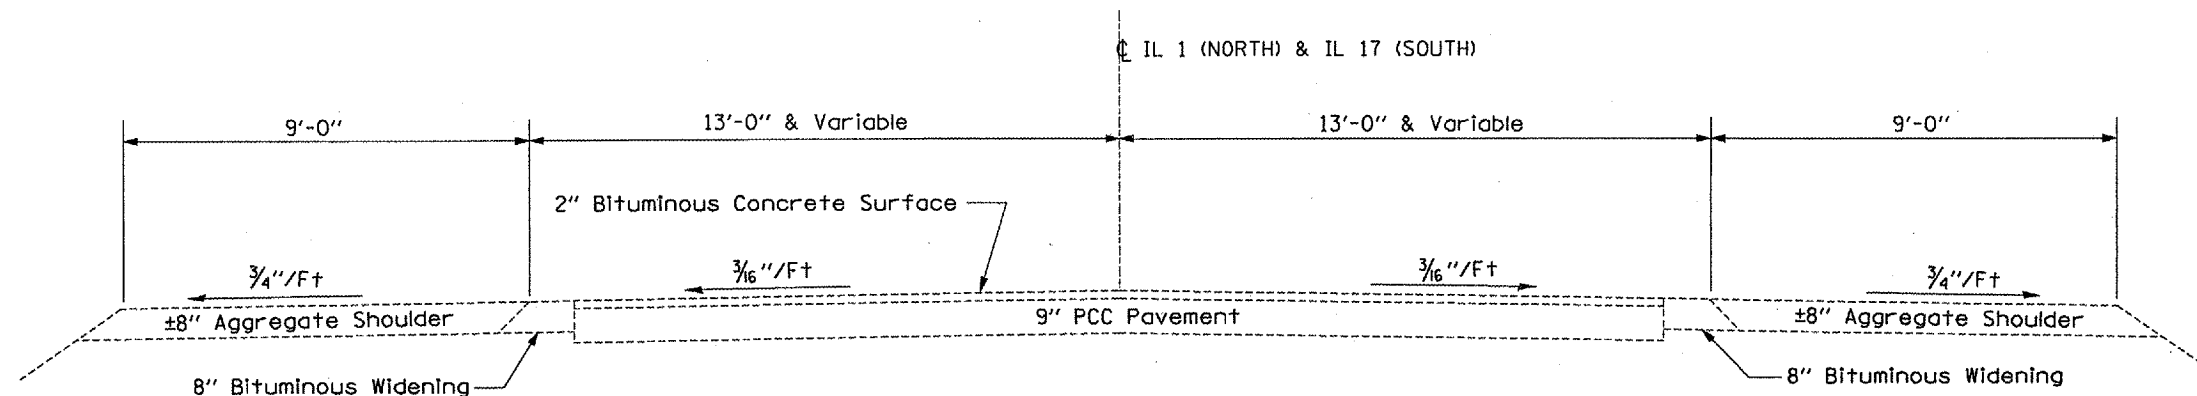 ℄ IL 1 (NORTH) & IL 17 (SOUTH)
9'-0"
13'-0" & Variable
13'-0" & Variable
9'-0"
2" Bituminous Concrete Surface
3/4"/Ft
3/16"/Ft
3/16"/Ft
3/4"/Ft
±8" Aggregate Shoulder
9" PCC Pavement
±8" Aggregate Shoulder
8" Bituminous Widening
8" Bituminous Widening